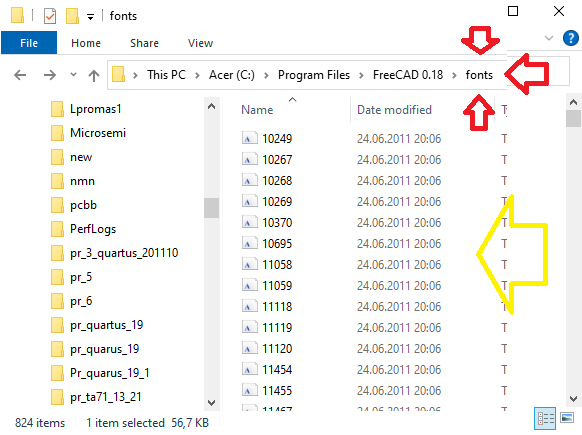 fonts
File Home Share View
This PC Acer (C:) Program Files FreeCAD 0.18 fonts
Lpromas1
Microsemi
new
nmn
pcbb
PerfLogs
pr_3_quartus_201110
pr_5
pr_6
pr_quartus_19
pr_quarus_19
Pr_quarus_19_1
pr_ta71_13_21
Name Date modified T
10249 24.06.2011 20:06 T
10267 24.06.2011 20:06 T
10268 24.06.2011 20:06 T
10269 24.06.2011 20:06 T
10370 24.06.2011 20:06 T
10695 24.06.2011 20:06 T
11058 24.06.2011 20:06 T
11059 24.06.2011 20:06 T
11118 24.06.2011 20:06 T
11119 24.06.2011 20:06 T
11120 24.06.2011 20:06 T
11454 24.06.2011 20:06 T
11455 24.06.2011 20:06 T
11467 24.06.2011 20:06 T
824 items 1 item selected 56,7 KB